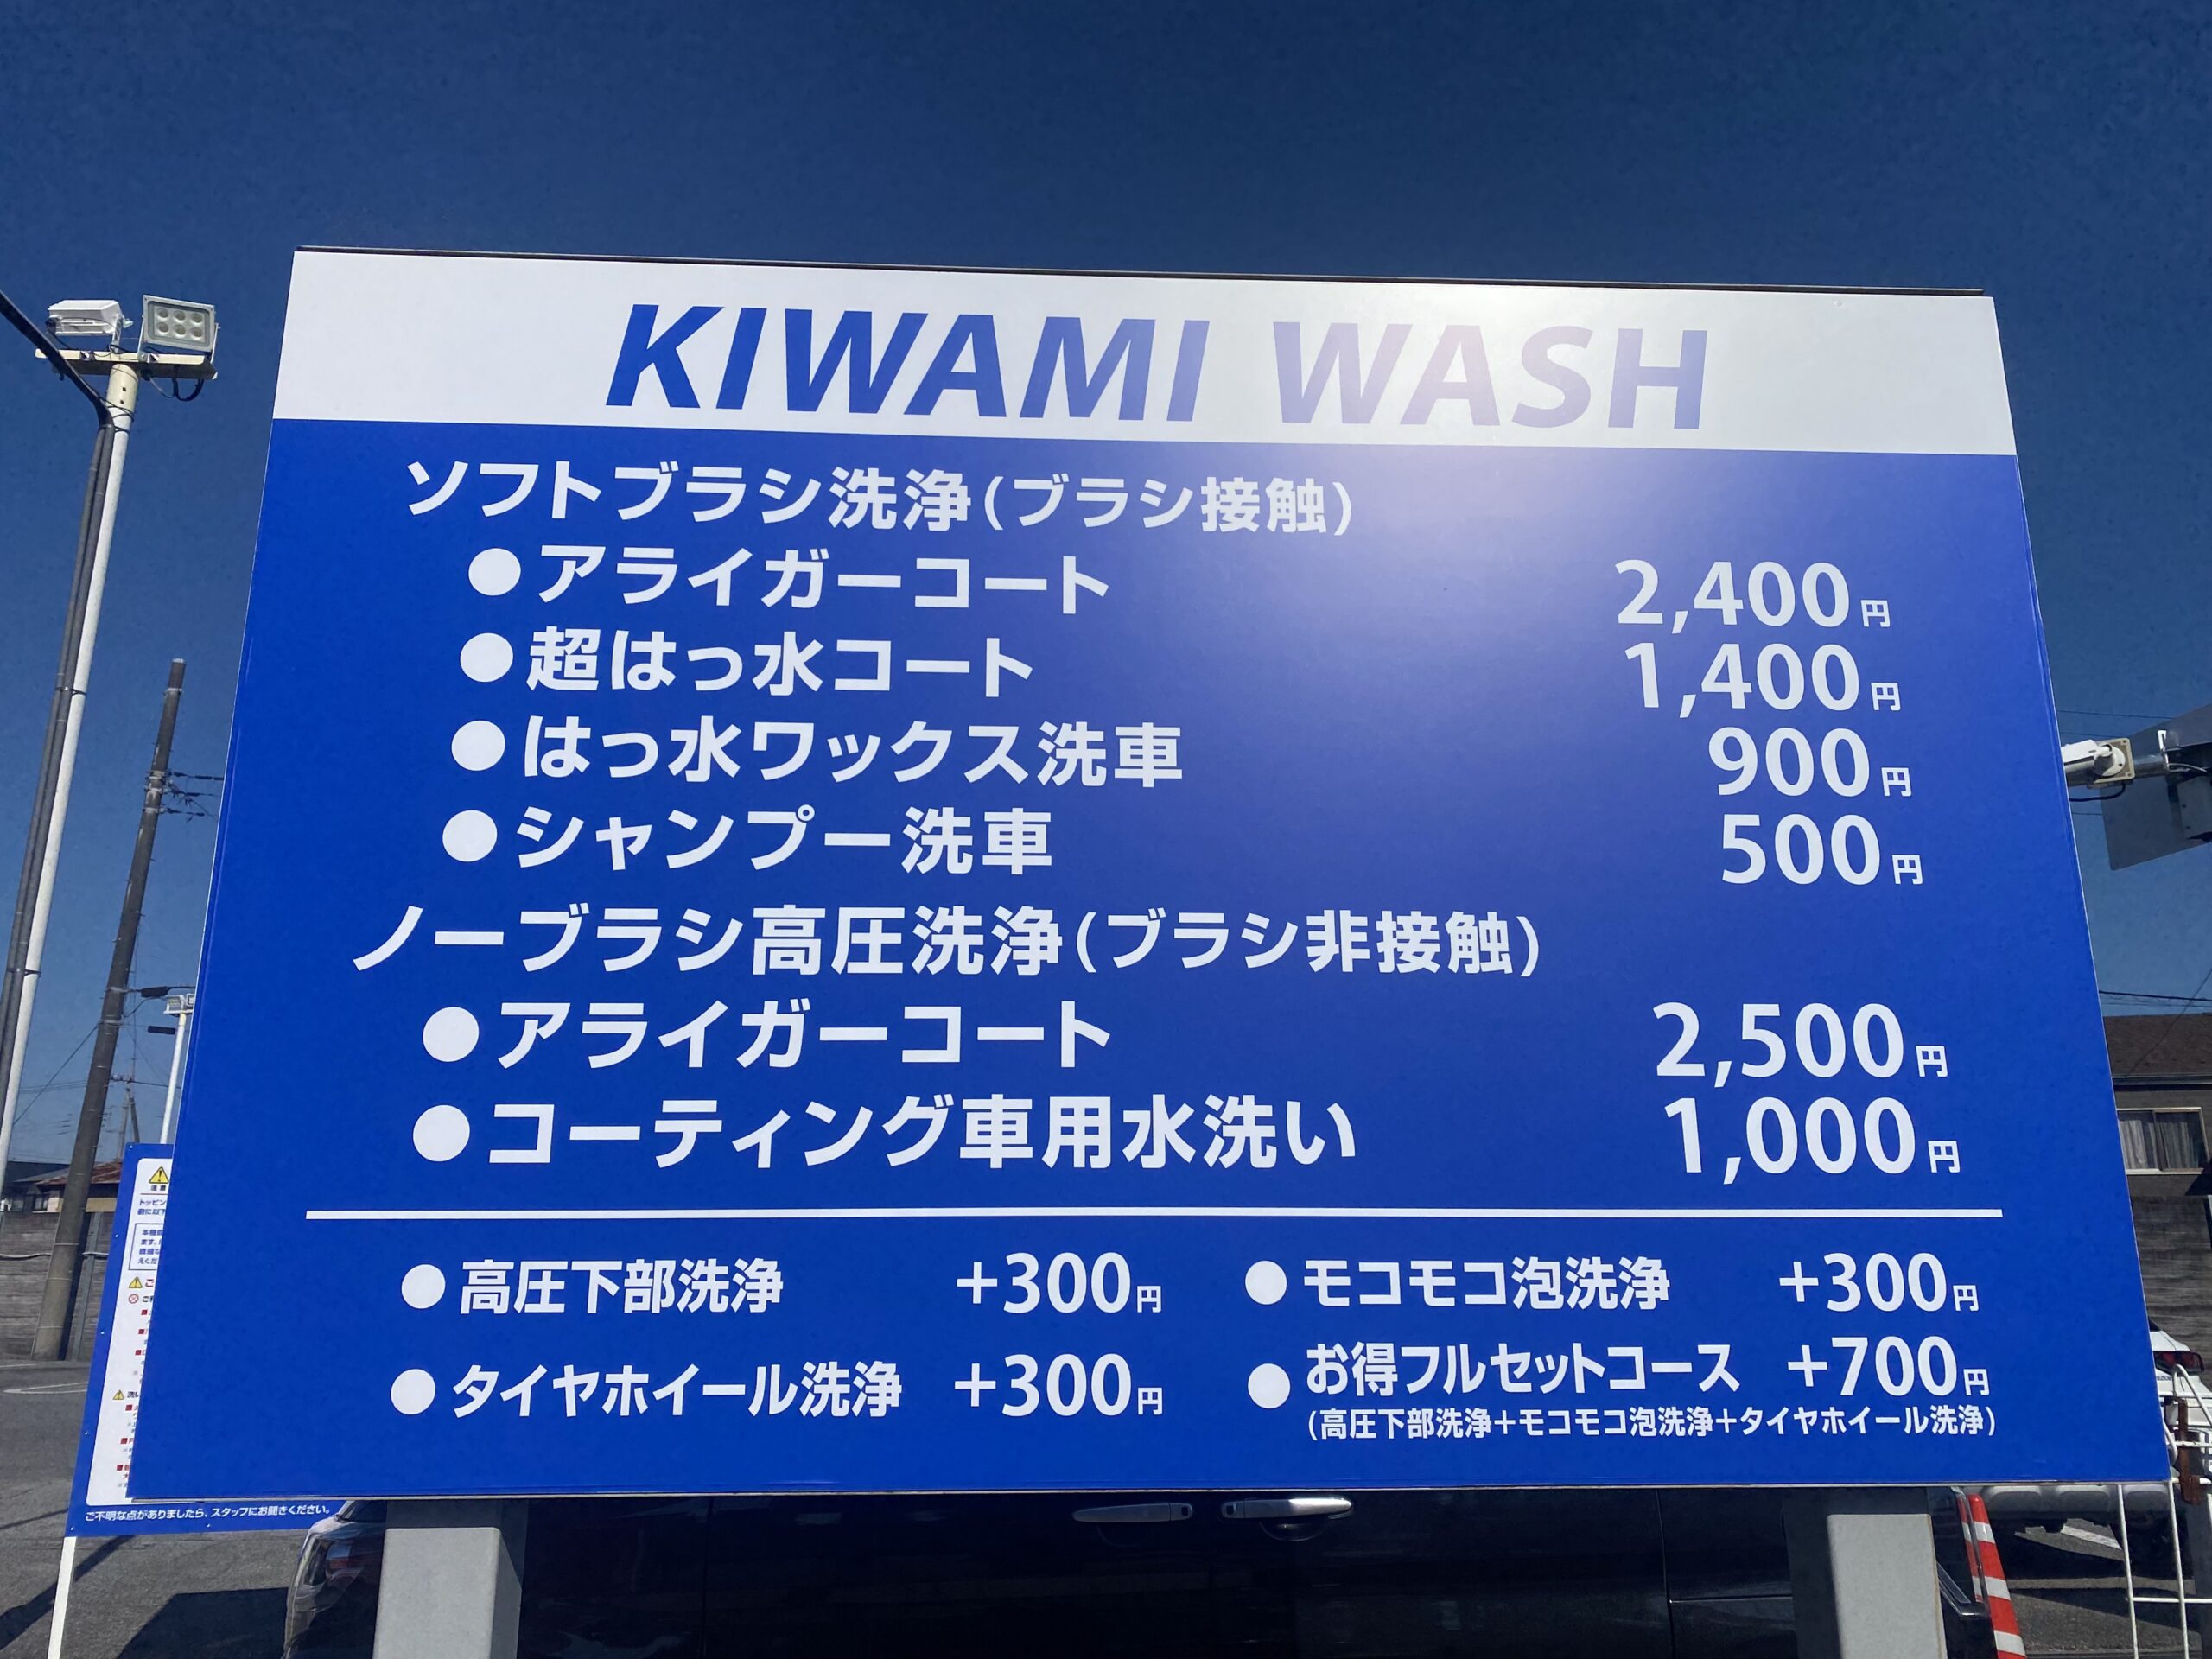 KIWAMI WASH
ソフトブラシ洗浄(ブラシ接触)
●アライガーコート 2,400円
●超はっ水コート 1,400円
●はっ水ワックス洗車 900円
●シャンプー洗車 500円
ノーブラシ高圧洗浄(ブラシ非接触)
●アライガーコート 2,500円
●コーティング車用水洗い 1,000円
●高圧下部洗浄 +300円 ●モコモコ泡洗浄 +300円
●タイヤホイール洗浄 +300円 ●お得フルセットコース +700円
(高圧下部洗浄+モコモコ泡洗浄+タイヤホイール洗浄)
ご不明な点がありましたら、スタッフにお聞きください。